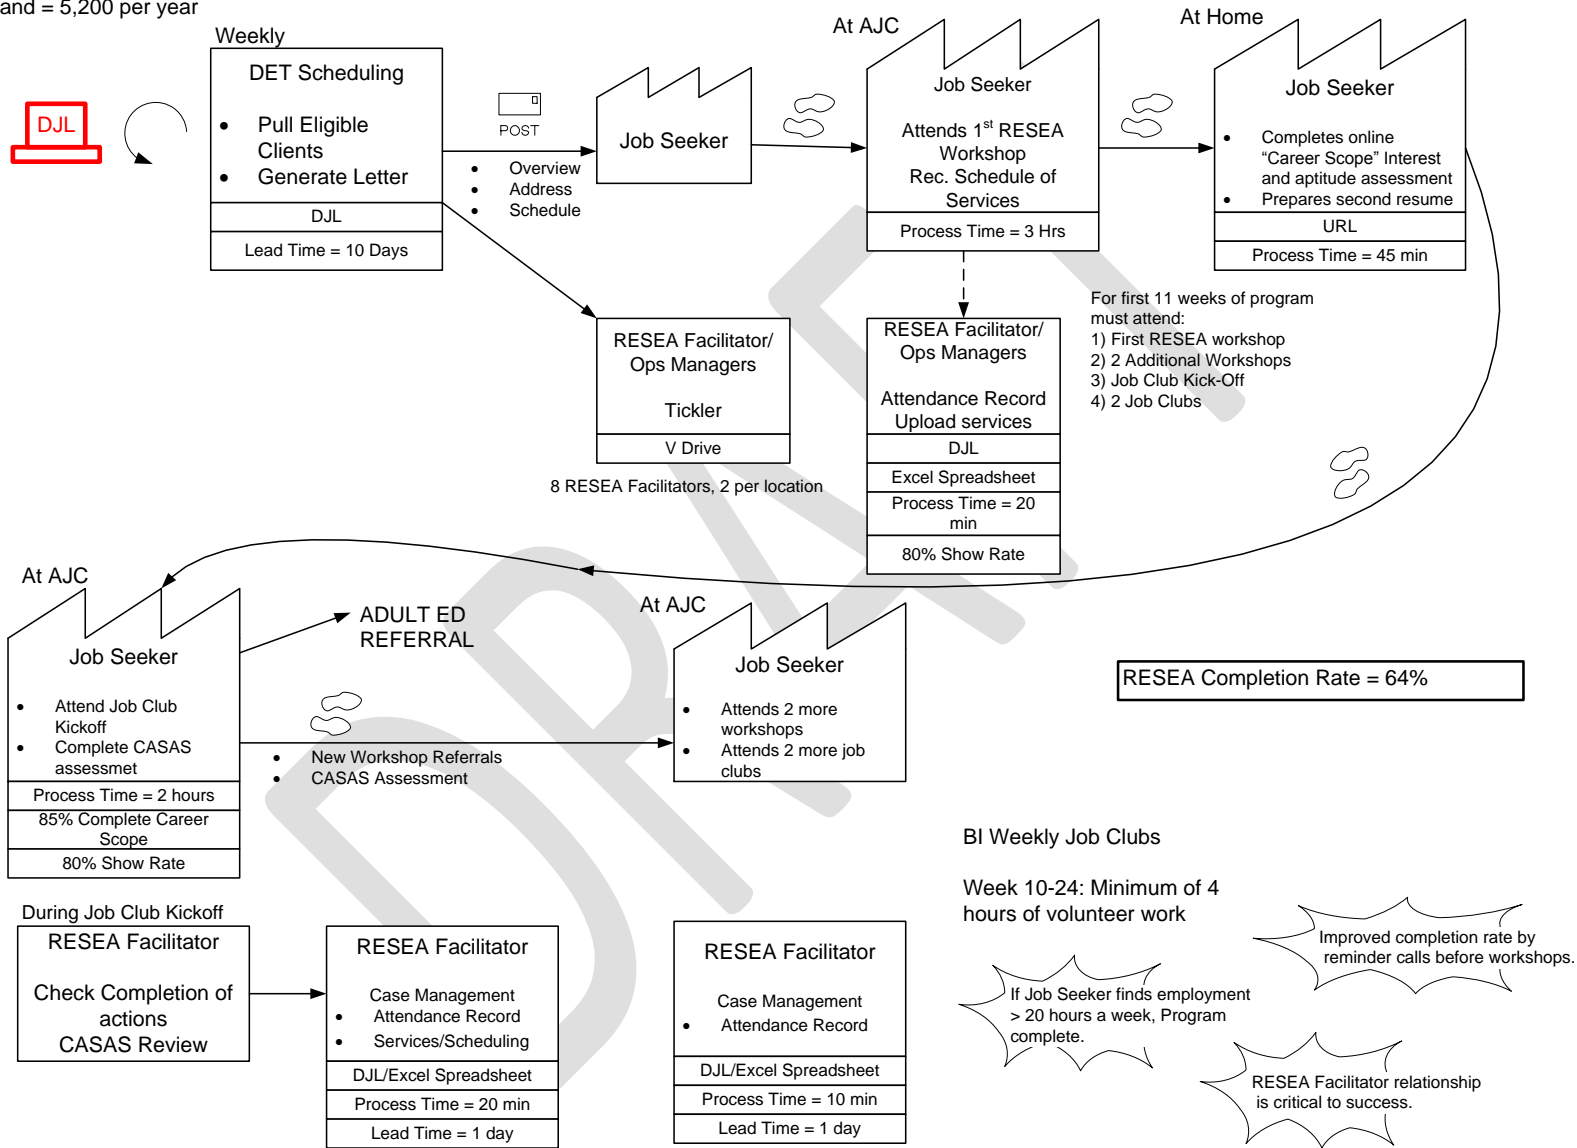 and = 5,200 per year
Weekly
DET Scheduling
• Pull Eligible
Clients
• Generate Letter
DJL
Lead Time = 10 Days
DJL
POST
• Overview
• Address
• Schedule
Job Seeker
At AJC
Job Seeker
Attends 1st RESEA
Workshop
Rec. Schedule of
Services
Process Time = 3 Hrs
At Home
Job Seeker
• Completes online
“Career Scope” Interest
and aptitude assessment
• Prepares second resume
URL
Process Time = 45 min
RESEA Facilitator/
Ops Managers
Tickler
V Drive
8 RESEA Facilitators, 2 per location
RESEA Facilitator/
Ops Managers
Attendance Record
Upload services
DJL
Excel Spreadsheet
Process Time = 20
min
80% Show Rate
For first 11 weeks of program
must attend:
1) First RESEA workshop
2) 2 Additional Workshops
3) Job Club Kick-Off
4) 2 Job Clubs
At AJC
Job Seeker
• Attend Job Club
Kickoff
• Complete CASAS
assessmet
Process Time = 2 hours
85% Complete Career
Scope
80% Show Rate
ADULT ED
REFERRAL
• New Workshop Referrals
• CASAS Assessment
At AJC
Job Seeker
• Attends 2 more
workshops
• Attends 2 more job
clubs
RESEA Completion Rate = 64%
During Job Club Kickoff
RESEA Facilitator
Check Completion of
actions
CASAS Review
RESEA Facilitator
Case Management
• Attendance Record
• Services/Scheduling
DJL/Excel Spreadsheet
Process Time = 20 min
Lead Time = 1 day
RESEA Facilitator
Case Management
• Attendance Record
DJL/Excel Spreadsheet
Process Time = 10 min
Lead Time = 1 day
BI Weekly Job Clubs
Week 10-24: Minimum of 4
hours of volunteer work
If Job Seeker finds employment
> 20 hours a week, Program
complete.
Improved completion rate by
reminder calls before workshops.
RESEA Facilitator relationship
is critical to success.
DRAFT